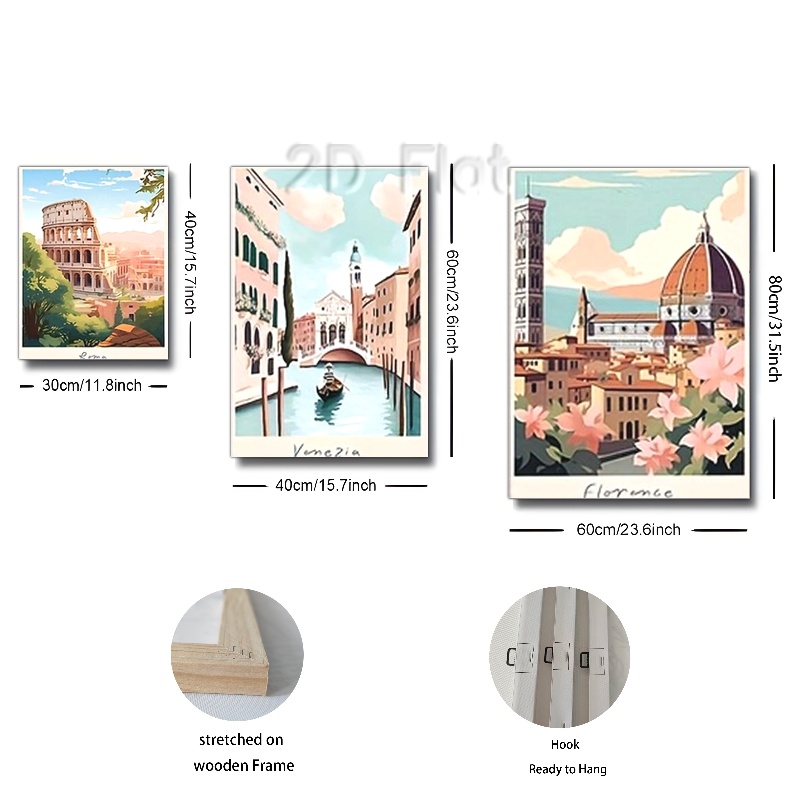 2D Flat
40cm/15.7inch
60cm/23.6inch
80cm/31.5inch
Roma
30cm/11.8inch
Venezia
40cm/15.7inch
Florence
60cm/23.6inch
stretched on
wooden Frame
Hook
Ready to Hang